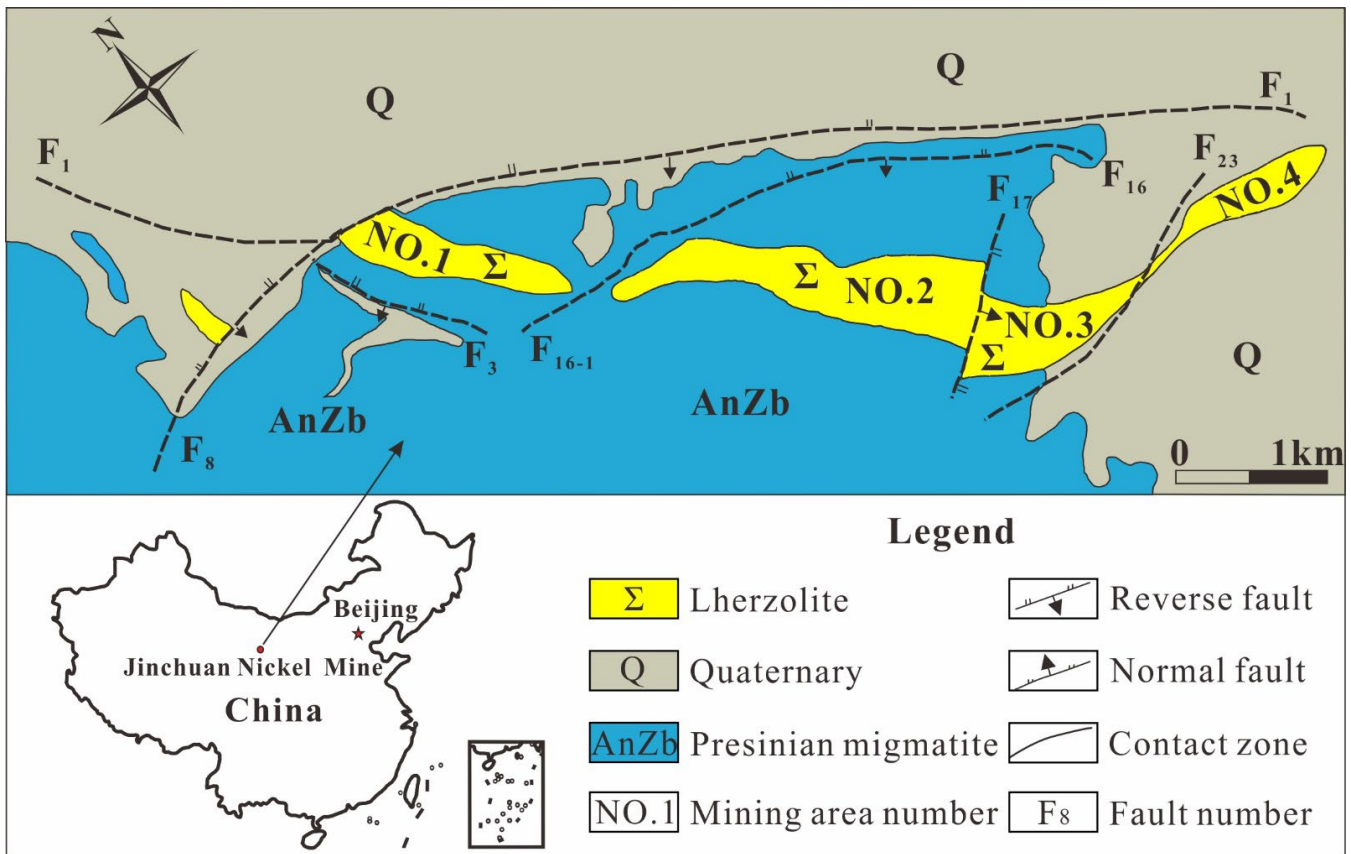 N
Q
Q
F₁
F₁
F₂₃
F₁₆
F₁₇
NO.4
NO.1 Σ
Σ NO.2
NO.3
Σ
F₃
F₁₆₋₁
Q
AnZb
AnZb
F₈
0 1km
Legend
Σ Lherzolite
Reverse fault
Q Quaternary
Normal fault
AnZb Presinian migmatite
Contact zone
NO.1 Mining area number
F₈ Fault number
Beijing
Jinchuan Nickel Mine
China